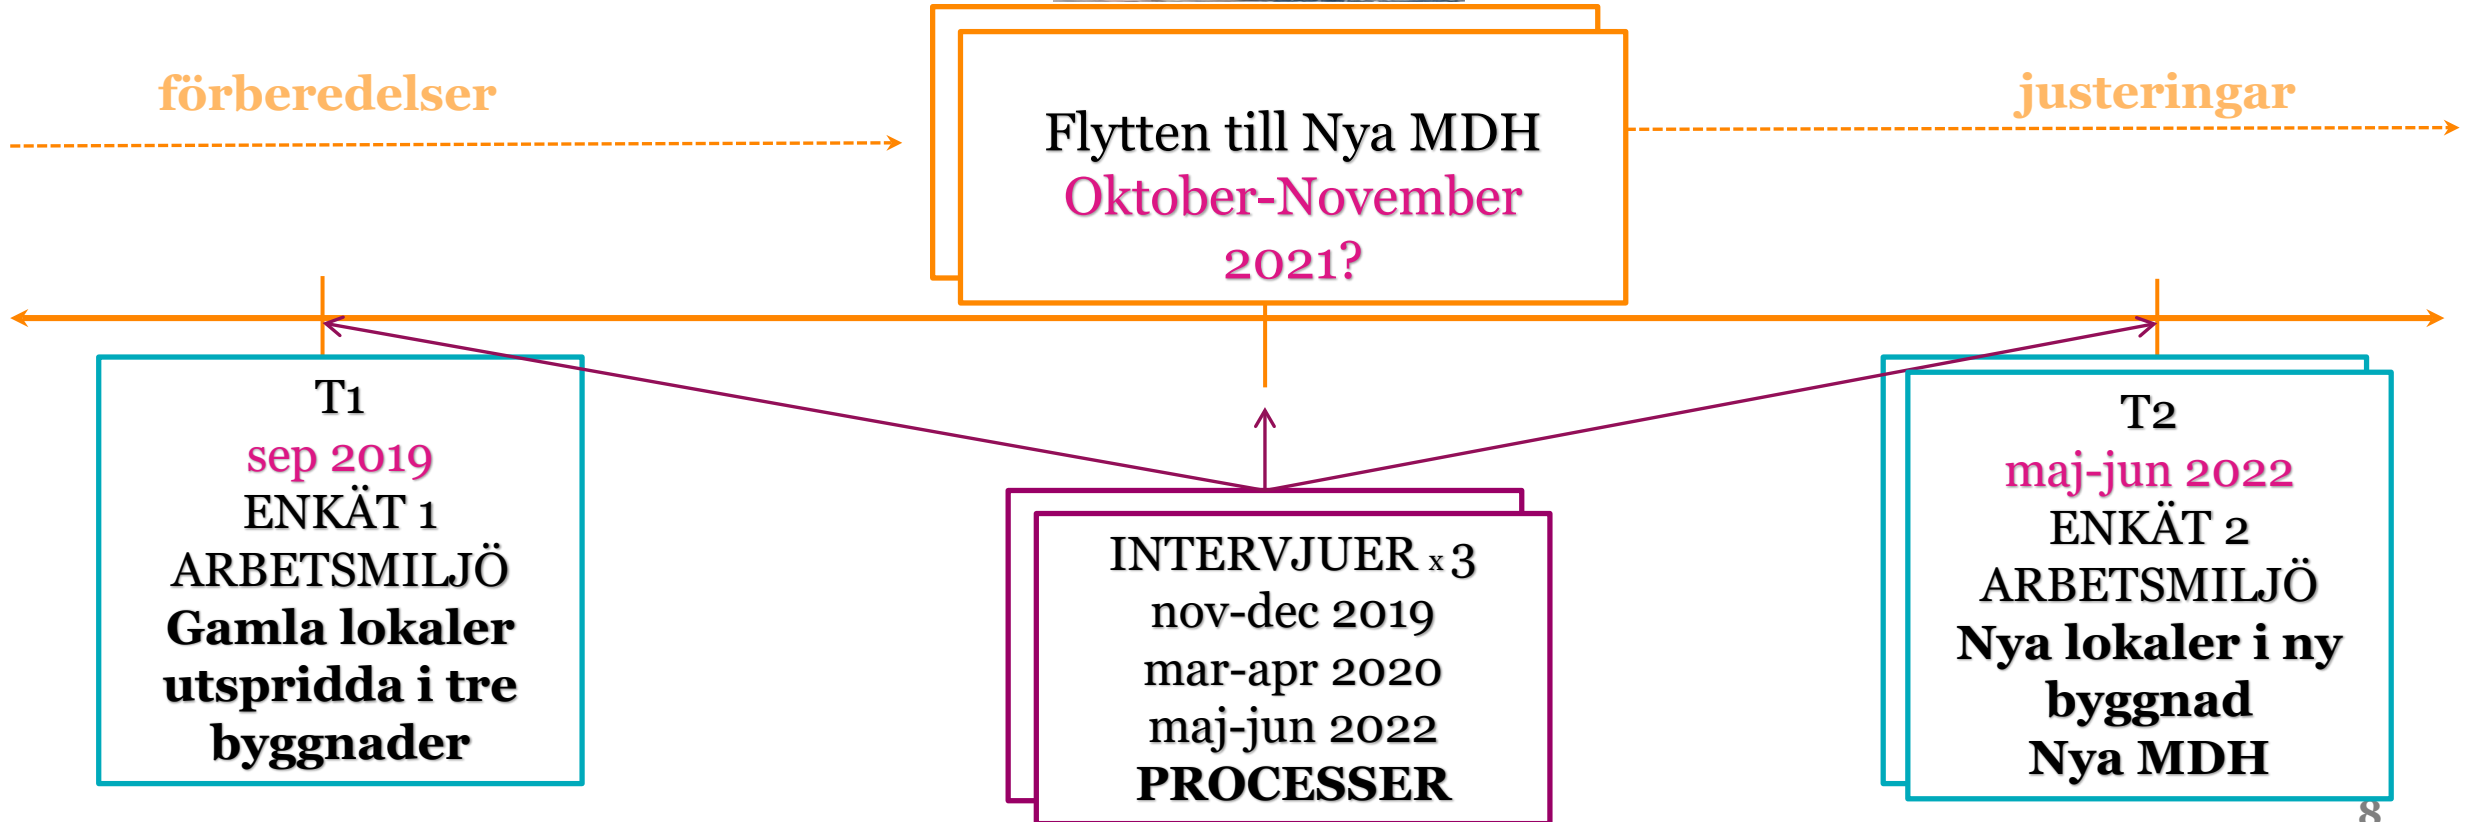 förberedelser
justeringar
Flytten till Nya MDH
Oktober-November
2021?
T1
sep 2019
ENKÄT 1
ARBETSMILJÖ
Gamla lokaler
utspridda i tre
byggnader
INTERVJUER x 3
nov-dec 2019
mar-apr 2020
maj-jun 2022
PROCESSER
T2
maj-jun 2022
ENKÄT 2
ARBETSMILJÖ
Nya lokaler i ny
byggnad
Nya MDH
8